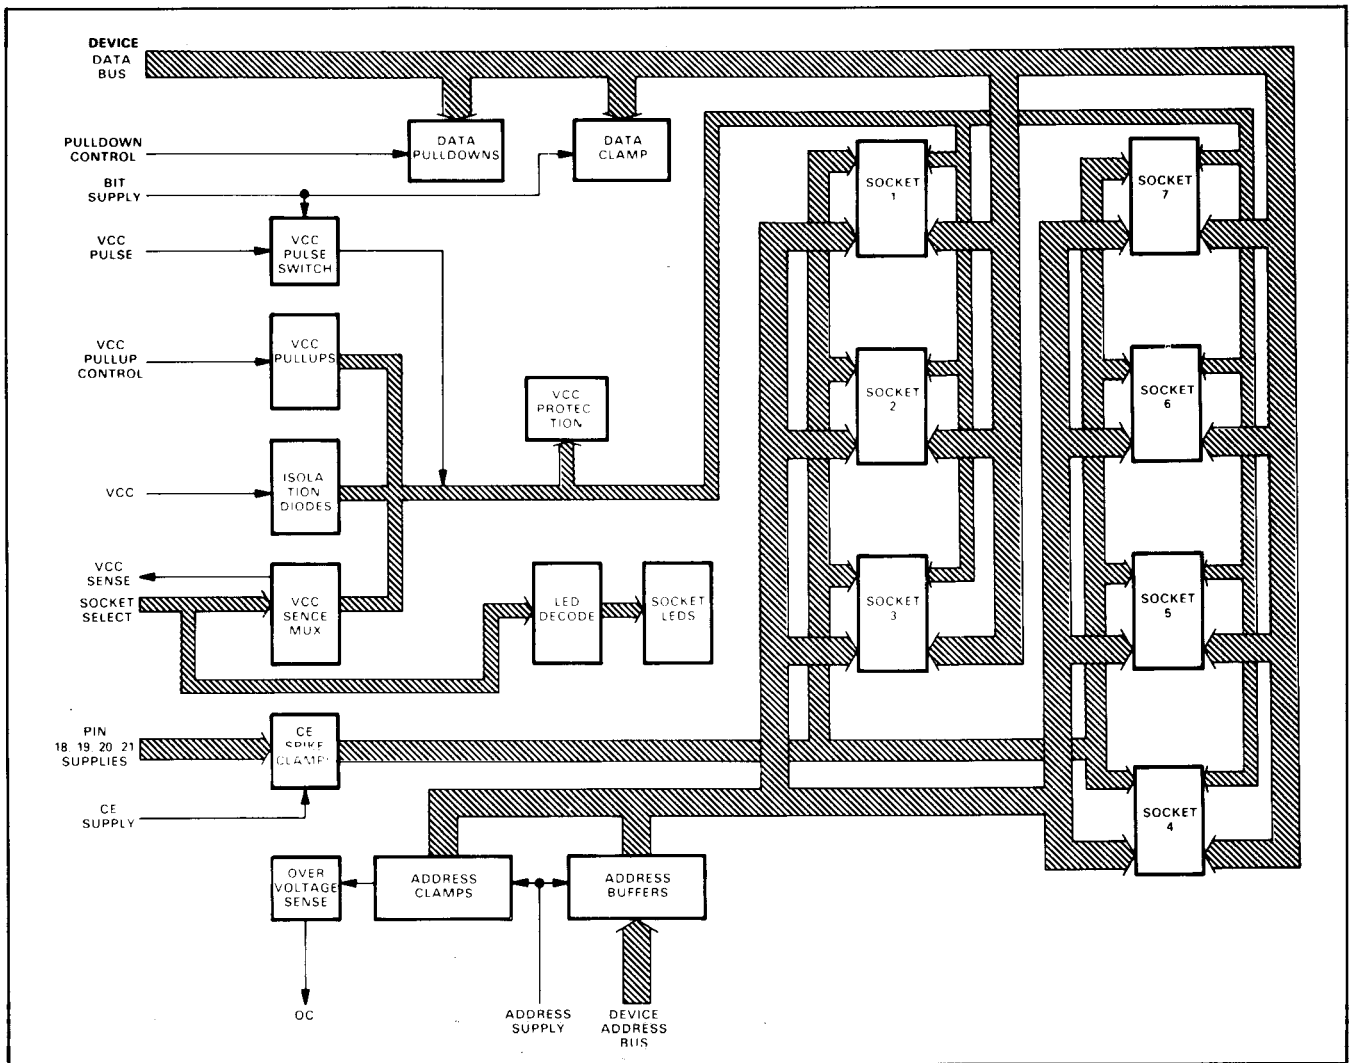 DEVICE
DATA
BUS
PULLDOWN
CONTROL
BIT
SUPPLY
VCC
PULSE
VCC
PULLUP
CONTROL
VCC
VCC
SENSE
SOCKET
SELECT
PIN
18, 19, 20, 21
SUPPLIES
CE
SUPPLY
DATA
PULLDOWNS
DATA
CLAMP
VCC
PULSE
SWITCH
VCC
PULLUPS
ISOLA
TION
DIODES
VCC
SENCE
MUX
VCC
PROTEC
TION
LED
DECODE
SOCKET
LEDS
CE
SPIKE
CLAMP
OVER
VOLTAGE
SENSE
ADDRESS
CLAMPS
ADDRESS
BUFFERS
OC
ADDRESS
SUPPLY
DEVICE
ADDRESS
BUS
SOCKET
1
SOCKET
2
SOCKET
3
SOCKET
7
SOCKET
6
SOCKET
5
SOCKET
4